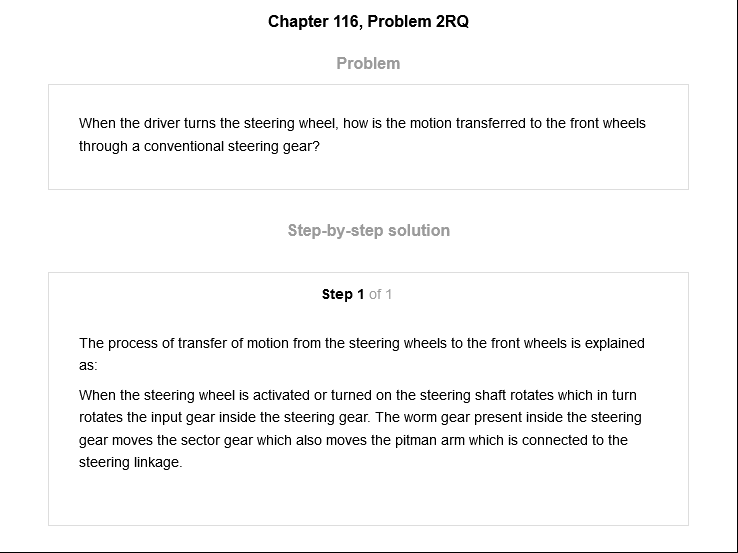 Chapter 116, Problem 2RQ
Problem
When the driver turns the steering wheel, how is the motion transferred to the front wheels
through a conventional steering gear?
Step-by-step solution
Step 1 of 1
The process of transfer of motion from the steering wheels to the front wheels is explained
as:
When the steering wheel is activated or turned on the steering shaft rotates which in turn
rotates the input gear inside the steering gear. The worm gear present inside the steering
gear moves the sector gear which also moves the pitman arm which is connected to the
steering linkage.